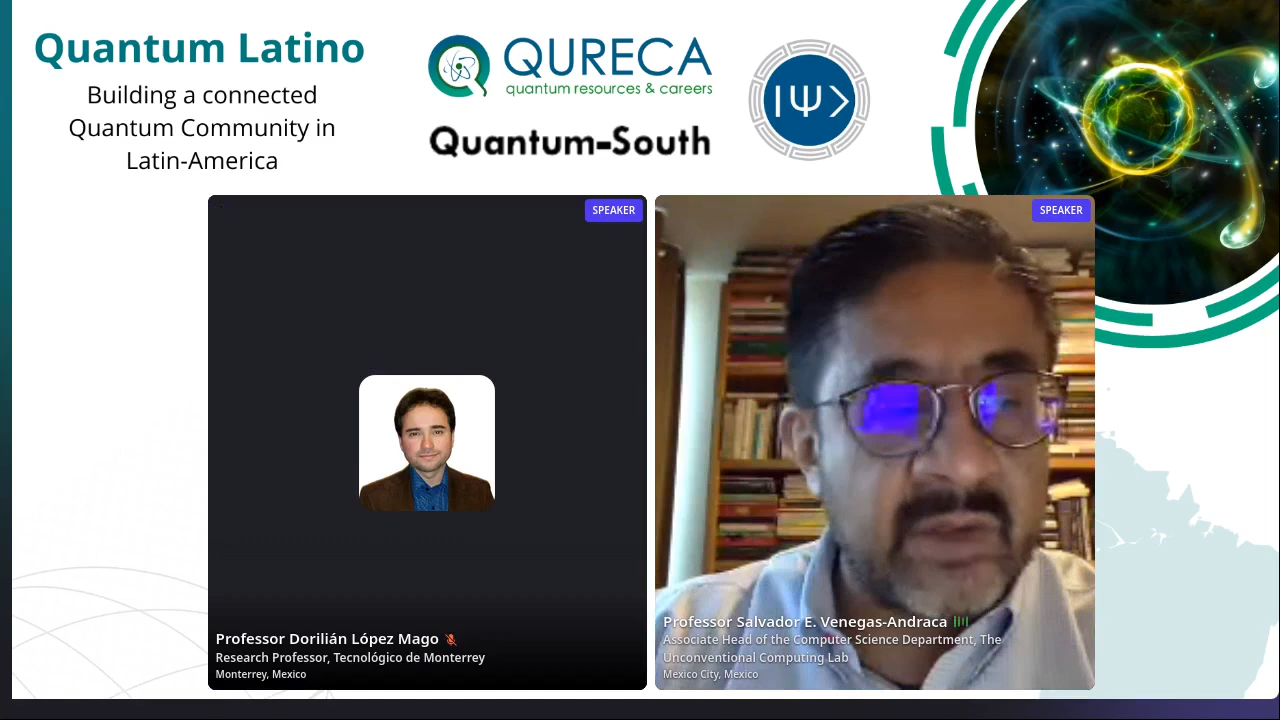 Quantum Latino
Building a connected
Quantum Community in
Latin-America
QURECA
quantum resources & careers
Quantum-South
|Ψ>
SPEAKER
SPEAKER
Professor Dorilián López Mago
Research Professor, Tecnológico de Monterrey
Monterrey, Mexico
Professor Salvador E. Venegas-Andraca
Associate Head of the Computer Science Department, The
Unconventional Computing Lab
Mexico City, Mexico